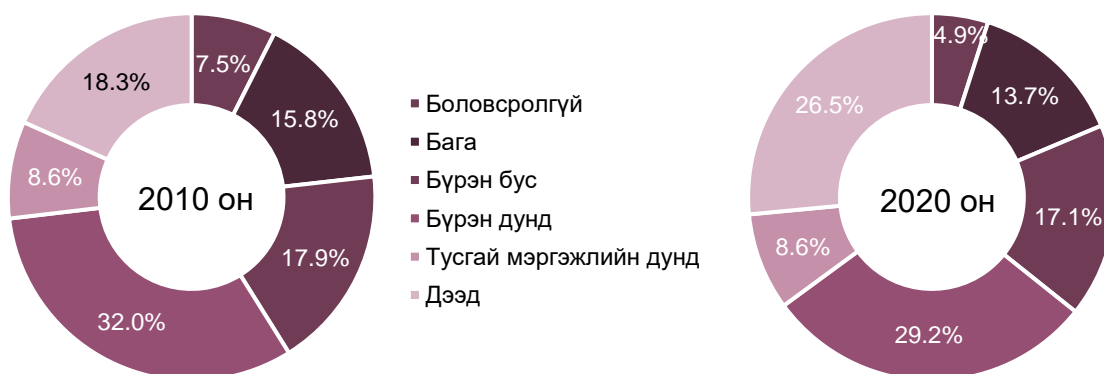 7.5%
15.8%
17.9%
32.0%
8.6%
18.3%
2010 он
Боловсролгүй
Бага
Бүрэн бус
Бүрэн дунд
Тусгай мэргэжлийн дунд
Дээд
4.9%
13.7%
17.1%
29.2%
8.6%
26.5%
2020 он